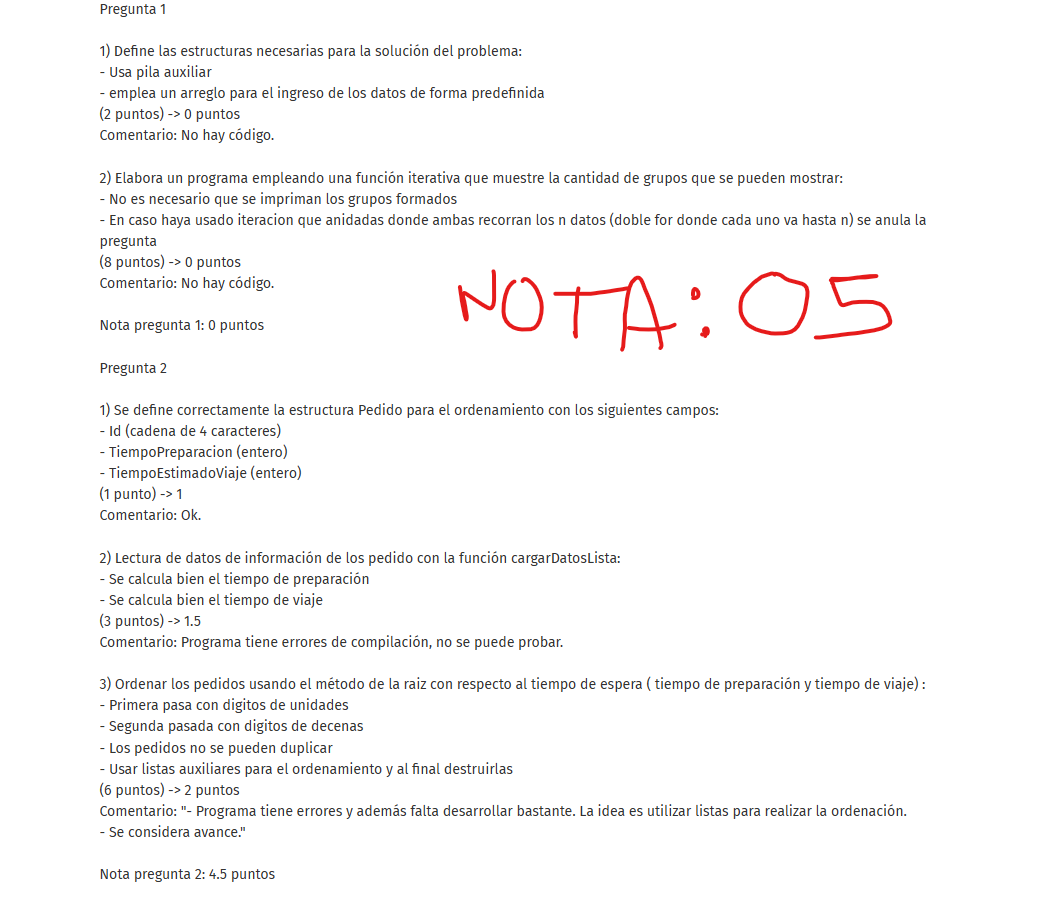 Pregunta 1
1) Define las estructuras necesarias para la solución del problema:
- Usa pila auxiliar
- emplea un arreglo para el ingreso de los datos de forma predefinida
(2 puntos) -> 0 puntos
Comentario: No hay código.
2) Elabora un programa empleando una función iterativa que muestre la cantidad de grupos que se pueden mostrar:
- No es necesario que se impriman los grupos formados
- En caso haya usado iteracion que anidadas donde ambas recorran los n datos (doble for donde cada uno va hasta n) se anula la
pregunta
(8 puntos) -> 0 puntos
Comentario: No hay código.
NOTA: 05
Nota pregunta 1: 0 puntos
Pregunta 2
1) Se define correctamente la estructura Pedido para el ordenamiento con los siguientes campos:
- Id (cadena de 4 caracteres)
- TiempoPreparacion (entero)
- TiempoEstimadoViaje (entero)
(1 punto) -> 1
Comentario: Ok.
2) Lectura de datos de información de los pedido con la función cargarDatosLista:
- Se calcula bien el tiempo de preparación
- Se calcula bien el tiempo de viaje
(3 puntos) -> 1.5
Comentario: Programa tiene errores de compilación, no se puede probar.
3) Ordenar los pedidos usando el método de la raiz con respecto al tiempo de espera ( tiempo de preparación y tiempo de viaje) :
- Primera pasa con digitos de unidades
- Segunda pasada con digitos de decenas
- Los pedidos no se pueden duplicar
- Usar listas auxiliares para el ordenamiento y al final destruirlas
(6 puntos) -> 2 puntos
Comentario: "- Programa tiene errores y además falta desarrollar bastante. La idea es utilizar listas para realizar la ordenación.
- Se considera avance."
Nota pregunta 2: 4.5 puntos